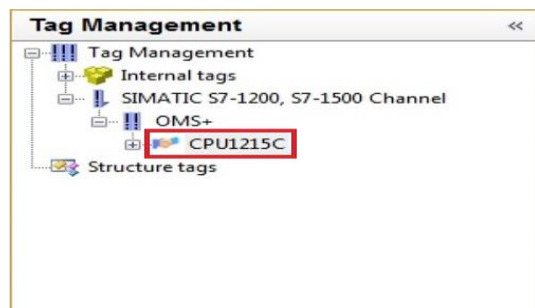 Tag Management «
Tag Management
Internal tags
SIMATIC S7-1200, S7-1500 Channel
OMS+
CPU1215C
Structure tags